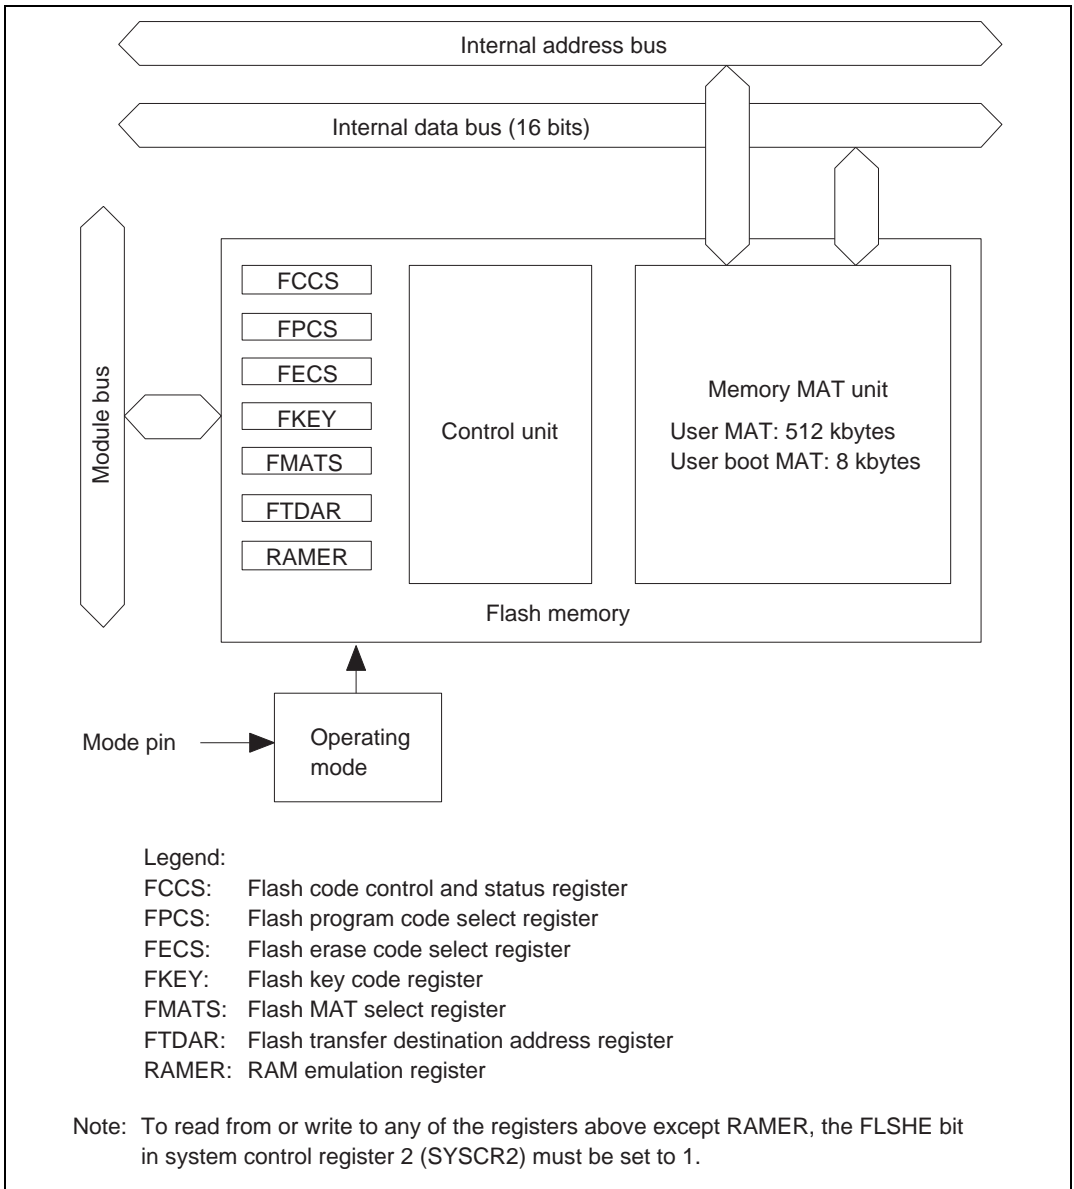 Internal address bus
Internal data bus (16 bits)
Module bus
FCCS
FPCS
FECS
FKEY
FMATS
FTDAR
RAMER
Control unit
Memory MAT unit
User MAT: 512 kbytes
User boot MAT: 8 kbytes
Flash memory
Mode pin
Operating
mode
Legend:
FCCS: Flash code control and status register
FPCS: Flash program code select register
FECS: Flash erase code select register
FKEY: Flash key code register
FMATS: Flash MAT select register
FTDAR: Flash transfer destination address register
RAMER: RAM emulation register
Note: To read from or write to any of the registers above except RAMER, the FLSHE bit
in system control register 2 (SYSCR2) must be set to 1.